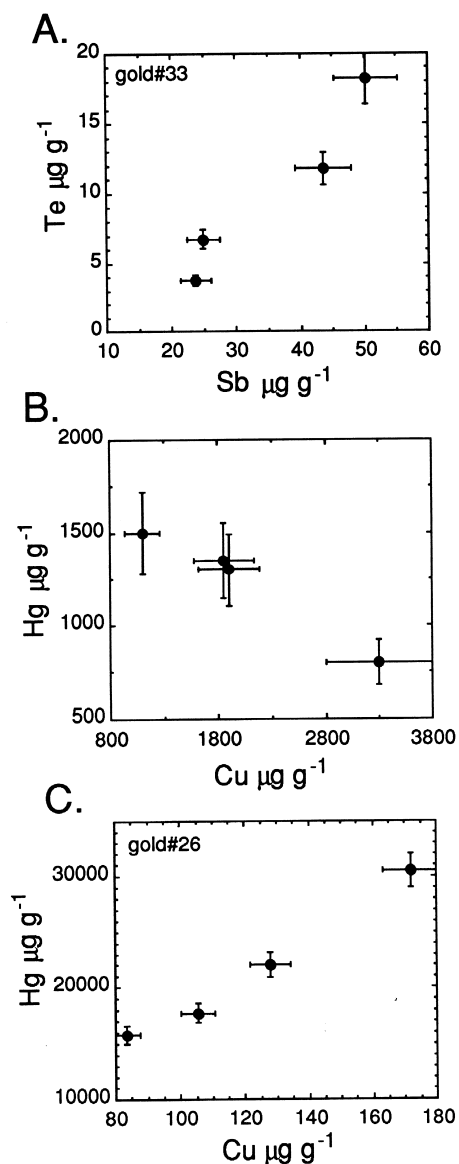 A.
gold#33
20
15
10
5
0
Te µg g-1
10 20 30 40 50 60
Sb µg g-1
B.
2000
1500
1000
500
Hg µg g-1
800 1800 2800 3800
Cu µg g-1
C.
gold#26
30000
20000
10000
Hg µg g-1
80 100 120 140 160 180
Cu µg g-1